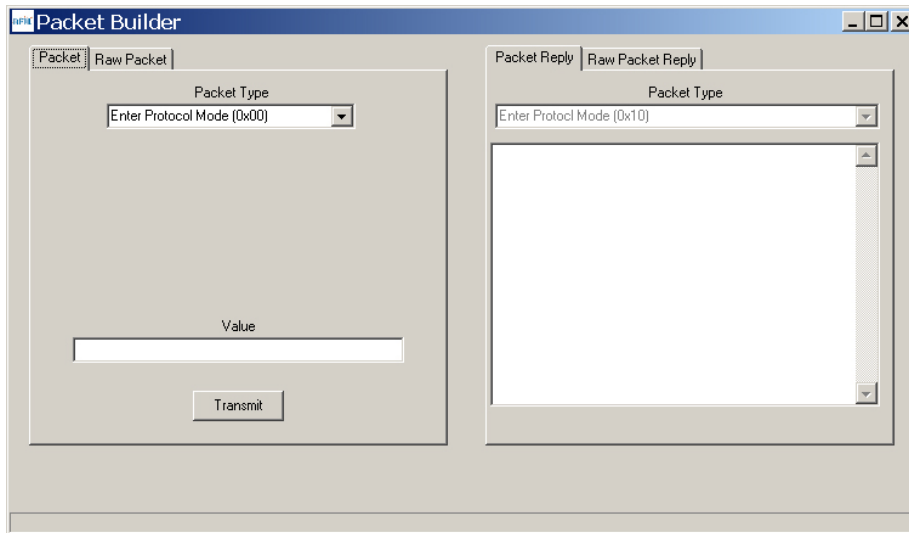 Packet Builder
Packet
Raw Packet
Packet Type
Enter Protocol Mode (0x00)
Value
Transmit
Packet Reply
Raw Packet Reply
Packet Type
Enter Protocl Mode (0x10)